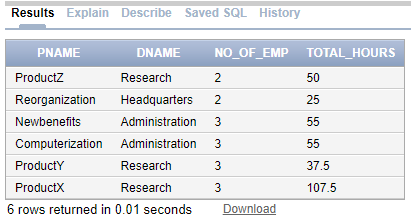 Results Explain Describe Saved SQL History
PNAME DNAME NO_OF_EMP TOTAL_HOURS
ProductZ Research 2 50
Reorganization Headquarters 2 25
Newbenefits Administration 3 55
Computerization Administration 3 55
ProductY Research 3 37.5
ProductX Research 3 107.5
6 rows returned in 0.01 seconds Download